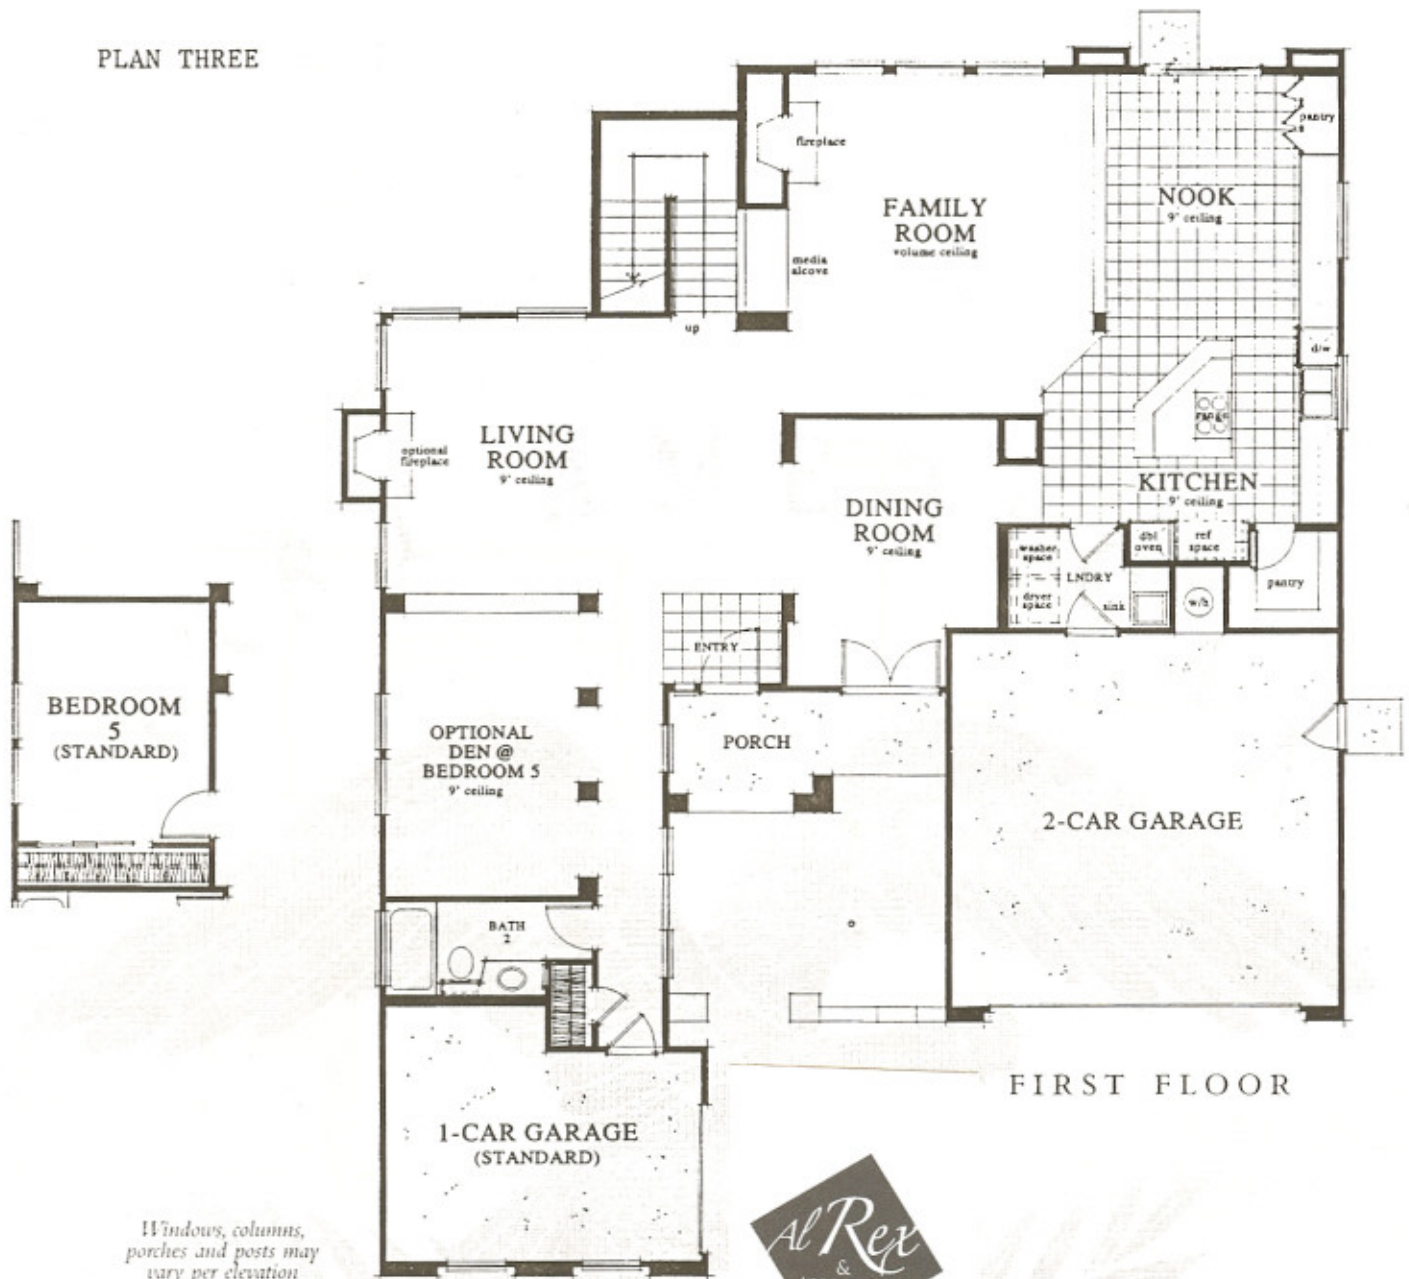 PLAN THREE
fireplace
pantry
FAMILY
ROOM
volume ceiling
NOOK
9' ceiling
media
alcove
up
d/w
range
LIVING
ROOM
9' ceiling
optional
fireplace
KITCHEN
9' ceiling
DINING
ROOM
9' ceiling
washer
space
dryer
space
LNDRY
sink
dbl
oven
ref
space
w/h
pantry
ENTRY
BEDROOM
5
(STANDARD)
OPTIONAL
DEN @
BEDROOM 5
9' ceiling
PORCH
2-CAR GARAGE
BATH
2
FIRST FLOOR
1-CAR GARAGE
(STANDARD)
Windows, columns,
porches and posts may
vary per elevation
Al Rex
&